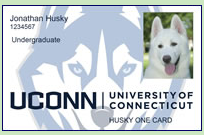 Jonathan Husky
1234567
Undergraduate
UCONN
UNIVERSITY OF
CONNECTICUT
HUSKY ONE CARD